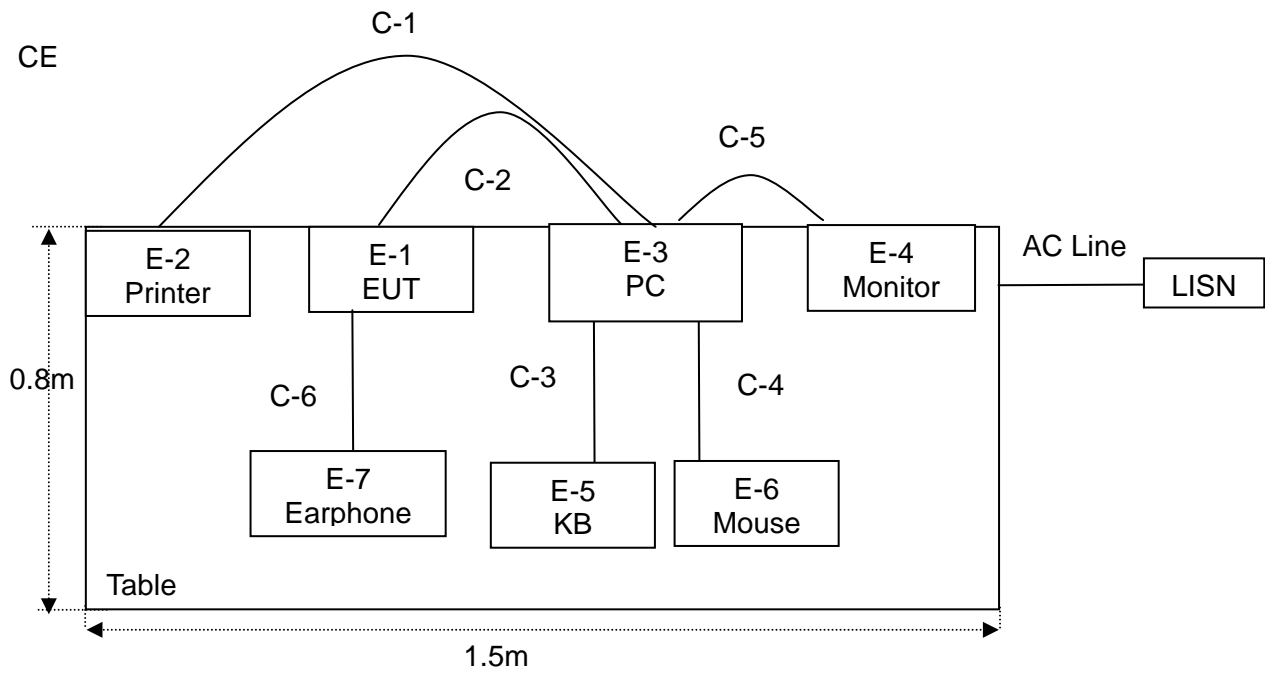 C-1
CE
C-5
C-2
E-2
Printer
E-1
EUT
E-3
PC
E-4
Monitor
AC Line
LISN
0.8m
C-6
C-3
C-4
E-7
Earphone
E-5
KB
E-6
Mouse
Table
1.5m